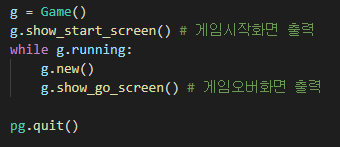 g = Game()
g.show_start_screen() # 게임시작화면 출력
while g.running:
    g.new()
    g.show_go_screen() # 게임오버화면 출력

pg.quit()